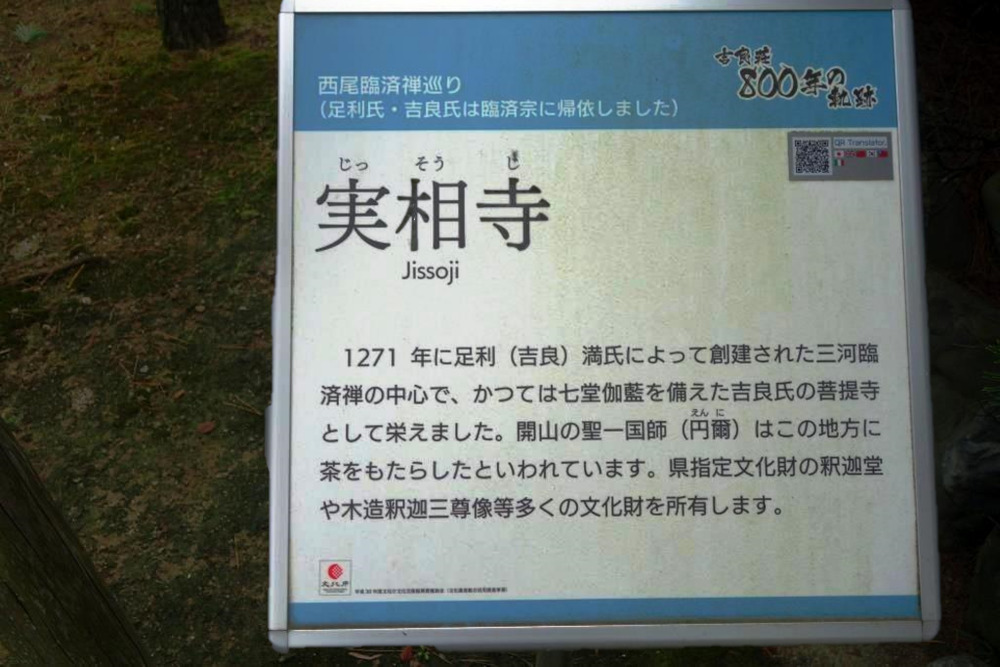 西尾臨済禅巡り
（足利氏・吉良氏は臨済宗に帰依しました）
吉良荘
800年の
軌跡
QR Translator
じっ そう じ
実相寺
Jissoji
1271 年に足利（吉良）満氏によって創建された三河臨
済禅の中心で、かつては七堂伽藍を備えた吉良氏の菩提寺
えん に
として栄えました。開山の聖一国師（円爾）はこの地方に
茶をもたらしたといわれています。県指定文化財の釈迦堂
や木造釈迦三尊像等多くの文化財を所有します。
文化庁